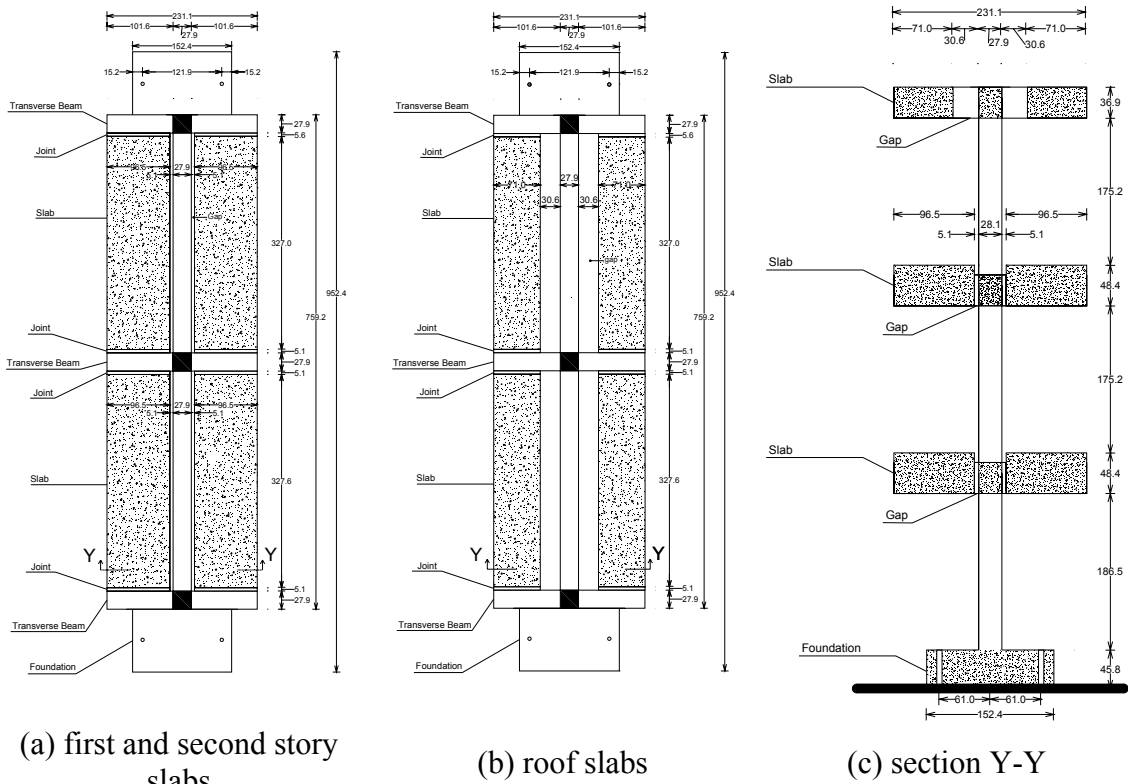 231.1
101.6
101.6
27.9
152.4
15.2
121.9
15.2
Transverse Beam
27.9
5.6
Joint
27.9
5.1
Slab
Gap
327.0
952.4
759.2
Joint
5.1
Transverse Beam
27.9
Joint
5.1
96.5
27.9
96.5
5.1
5.1
Slab
327.6
Y
Y
Joint
5.1
27.9
Transverse Beam
Foundation
(a) first and second story
slabs
231.1
101.6
101.6
27.9
152.4
15.2
121.9
15.2
Transverse Beam
27.9
5.6
Joint
27.9
71.0
71.0
30.6
30.6
Slab
gap
327.0
952.4
759.2
Joint
5.1
Transverse Beam
27.9
Joint
5.1
Slab
327.6
Y
Y
Joint
5.1
27.9
Transverse Beam
Foundation
(b) roof slabs
231.1
71.0
27.9
71.0
30.6
30.6
Slab
36.9
Gap
175.2
96.5
96.5
28.1
5.1
5.1
Slab
48.4
Gap
175.2
Slab
48.4
Gap
186.5
Foundation
45.8
61.0
61.0
152.4
(c) section Y-Y